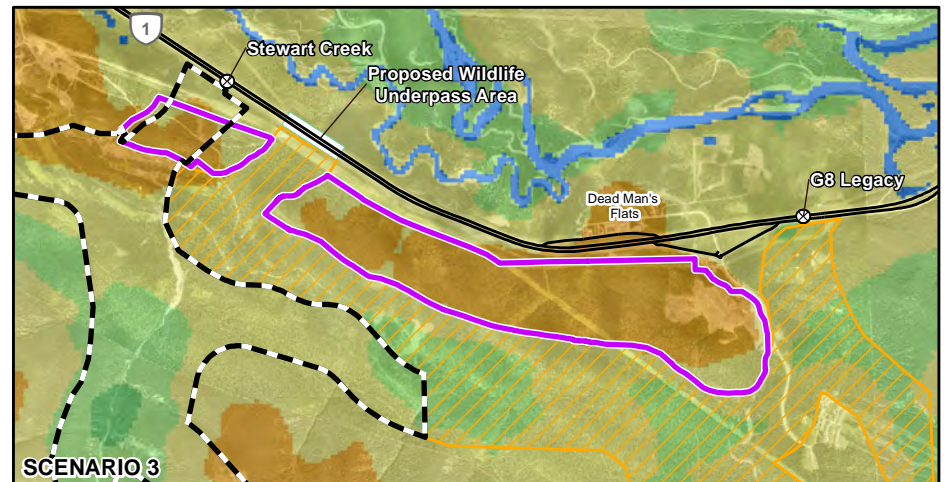 1
Stewart Creek
Proposed Wildlife
Underpass Area
G8 Legacy
Dead Man's
Flats
SCENARIO 3